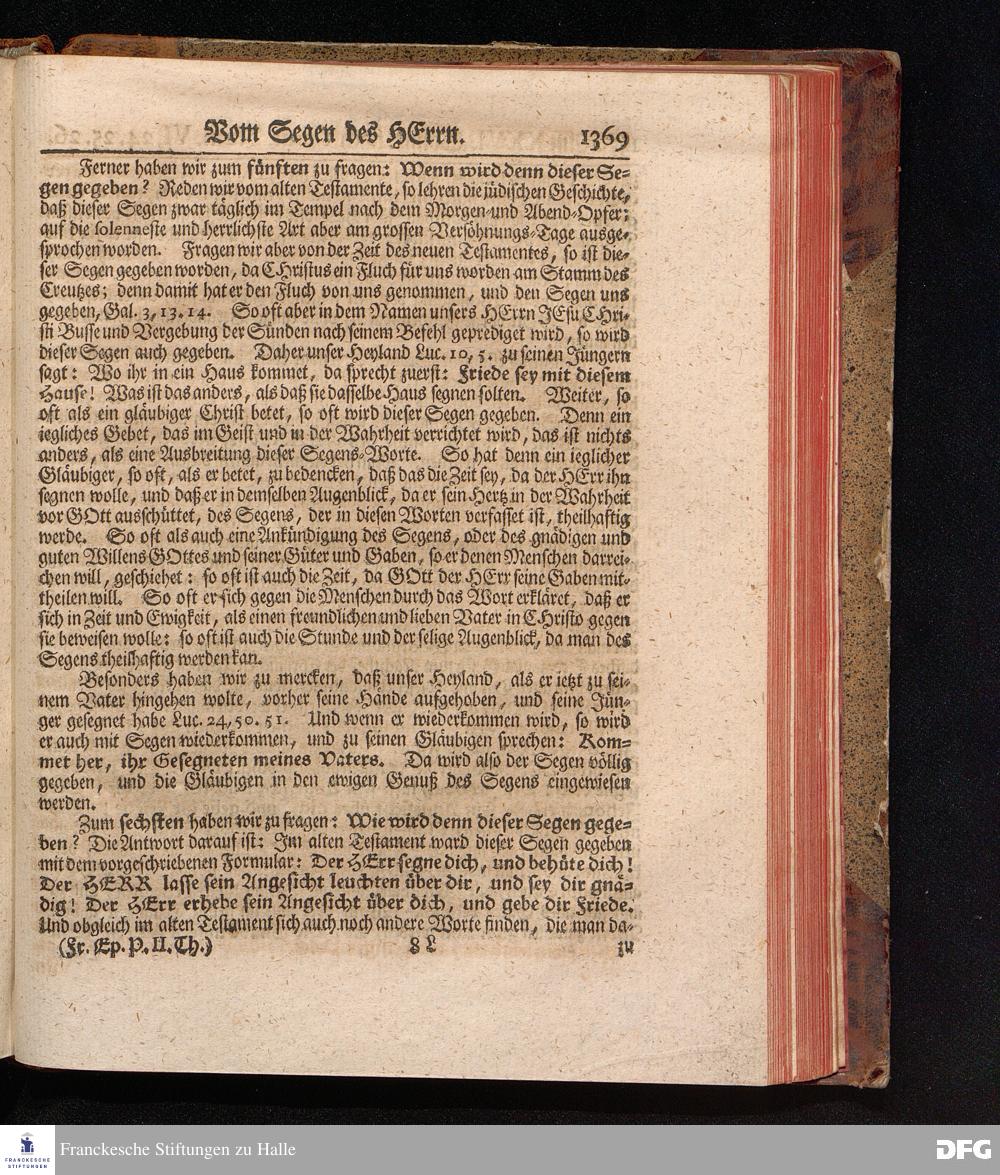 Vom Segen des HErrn. 1369
Ferner haben wir zum fünften zu fragen: Wenn wird denn dieser Se-
gen gegeben? Reden wir vom alten Testamente, so lehren die jüdischen Geschichte,
daß dieser Segen zwar täglich im Tempel nach dem Morgen- und Abend-Opfer;
auf die solenneste und herrlichste Art aber am grossen Versöhnungs-Tage ausge-
sprochen worden. Fragen wir aber von der Zeit des neuen Testamentes, so ist die-
ser Segen gegeben worden, da CHristus ein Fluch für uns worden am Stamm des
Creutzes; denn damit hat er den Fluch von uns genommen, und den Segen uns
gegeben, Gal. 3, 13. 14. So oft aber in dem Namen unsers HErrn JEsu CHri-
sti Busse und Vergebung der Sünden nach seinem Befehl geprediget wird, so wird
dieser Segen auch gegeben. Daher unser Heyland Luc. 10, 5. zu seinen Jüngern
sagt: Wo ihr in ein Haus kommet, da sprecht zuerst: Friede sey mit diesem
Hause! Was ist das anders, als daß sie dasselbe Haus segnen solten. Weiter, so
oft als ein gläubiger Christ betet, so oft wird dieser Segen gegeben. Denn ein
iegliches Gebet, das im Geist und in der Wahrheit verrichtet wird, das ist nichts
anders, als eine Ausbreitung dieser Segens-Worte. So hat denn ein ieglicher
Gläubiger, so oft, als er betet, zu bedencken, daß das die Zeit sey, da der HErr ihn
segnen wolle, und daß er in demselben Augenblick, da er sein Hertz in der Wahrheit
vor GOtt ausschüttet, des Segens, der in diesen Worten verfasset ist, theilhaftig
werde. So oft als auch eine Ankündigung des Segens, oder des gnädigen und
guten Willens GOttes und seiner Güter und Gaben, so er denen Menschen darrei-
chen will, geschiehet: so oft ist auch die Zeit, da GOtt der HErr seine Gaben mit-
theilen will. So oft er sich gegen die Menschen durch das Wort erkläret, daß er
sich in Zeit und Ewigkeit, als einen freundlichen und lieben Vater in CHristo gegen
sie beweisen wolle: so oft ist auch die Stunde und der selige Augenblick, da man des
Segens theilhaftig werden kan.
Besonders haben wir zu mercken, daß unser Heyland, als er ietzt zu sei-
nem Vater hingehen wolte, vorher seine Hände aufgehoben, und seine Jün-
ger gesegnet habe Luc. 24, 50. 51. Und wenn er wiederkommen wird, so wird
er auch mit Segen wiederkommen, und zu seinen Gläubigen sprechen: Kom-
met her, ihr Gesegneten meines Vaters. Da wird also der Segen völlig
gegeben, und die Gläubigen in den ewigen Genuß des Segens eingewiesen
werden.
Zum sechsten haben wir zu fragen: Wie wird denn dieser Segen gege-
ben? Die Antwort darauf ist: Im alten Testament ward dieser Segen gegeben
mit dem vorgeschriebenen Formular: Der HErr segne dich, und behüte dich!
Der HERR lasse sein Angesicht leuchten über dir, und sey dir gnä-
dig! Der HErr erhebe sein Angesicht über dich, und gebe dir Friede.
Und obgleich im alten Testament sich auch noch andere Worte finden, die man da-
(Fr. Ep. P. II. Th.) 8 L zu
FRANCKESCHE STIFTUNGEN
Franckesche Stiftungen zu Halle
DFG